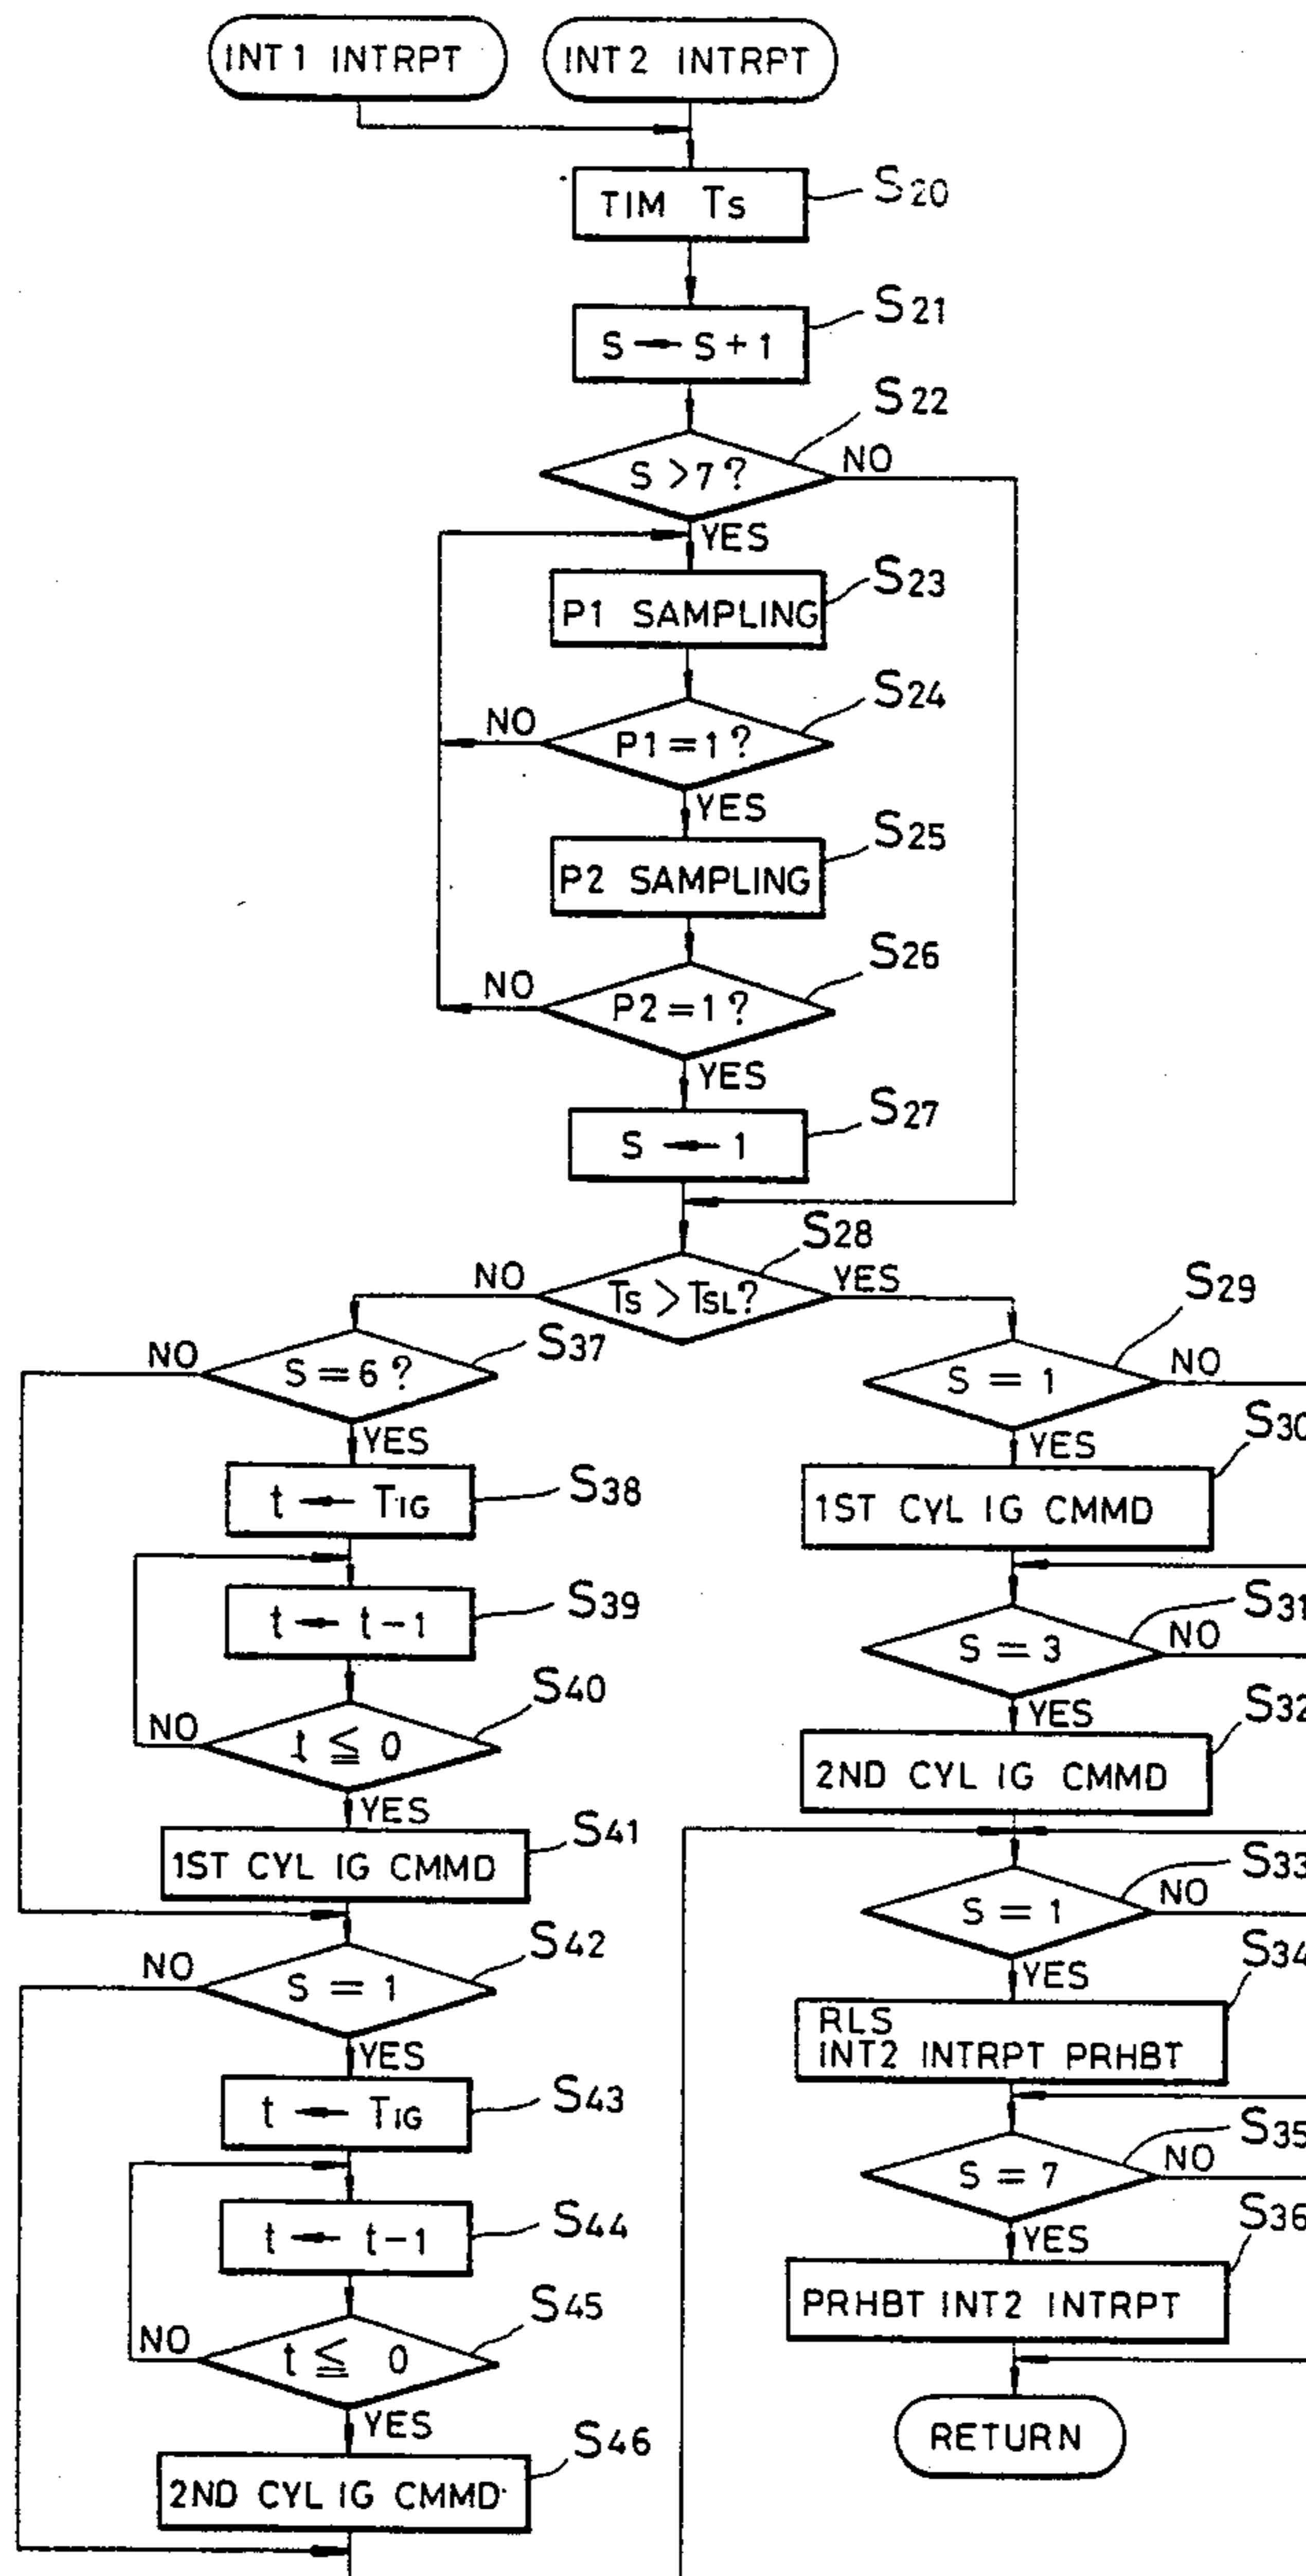 INT1 INTRPT
INT2 INTRPT
TIM Ts
S20
S ← S+1
S21
S22
S > 7 ?
NO
YES
S23
P1 SAMPLING
S24
NO
P1 = 1 ?
YES
S25
P2 SAMPLING
S26
NO
P2 = 1 ?
YES
S27
S ← 1
S28
NO
Ts > TSL?
YES
S37
NO
S = 6 ?
YES
S38
t ← TIG
S39
t ← t-1
S40
NO
t ≦ 0
YES
S41
1ST CYL IG CMMD
S42
NO
S = 1
YES
S43
t ← TIG
S44
t ← t-1
S45
NO
t ≦ 0
YES
S46
2ND CYL IG CMMD
S29
S = 1
NO
YES
S30
1ST CYL IG CMMD
S31
S = 3
NO
YES
S32
2ND CYL IG CMMD
S33
S = 1
NO
YES
S34
RLS
INT2 INTRPT PRHBT
S35
S = 7
NO
YES
S36
PRHBT INT2 INTRPT
RETURN